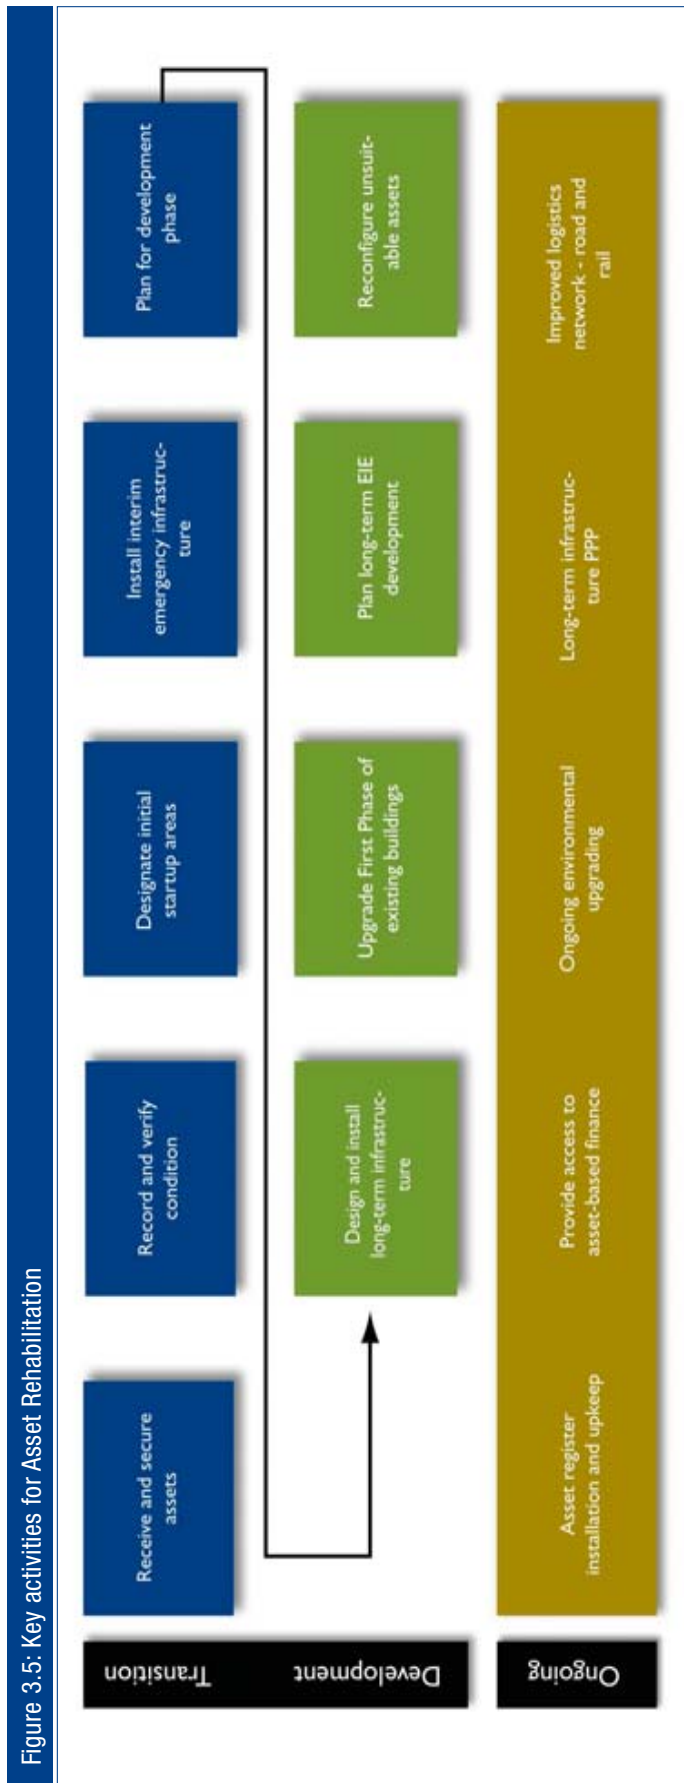 Figure 3.5: Key activities for Asset Rehabilitation
Transition
Receive and secure
assets
Record and verify
condition
Designate initial
startup areas
Install interim
emergency infrastruc-
ture
Plan for development
phase
Development
Design and install
long-term infrastruc-
ture
Upgrade First Phase of
existing buildings
Plan long-term EIE
development
Reconfigure unsuit-
able assets
Ongoing
Asset register
installation and upkeep
Provide access to
asset-based finance
Ongoing environmental
upgrading
Long-term infrastruc-
ture PPP
Improved logistics
network - road and
rail